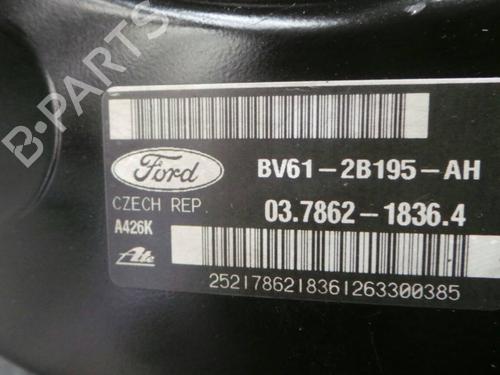 B-PARTS
Ford
BV61-2B195-AH
CZECH REP
03.7862-1836.4
A426K
Ate
2521786218361263300385